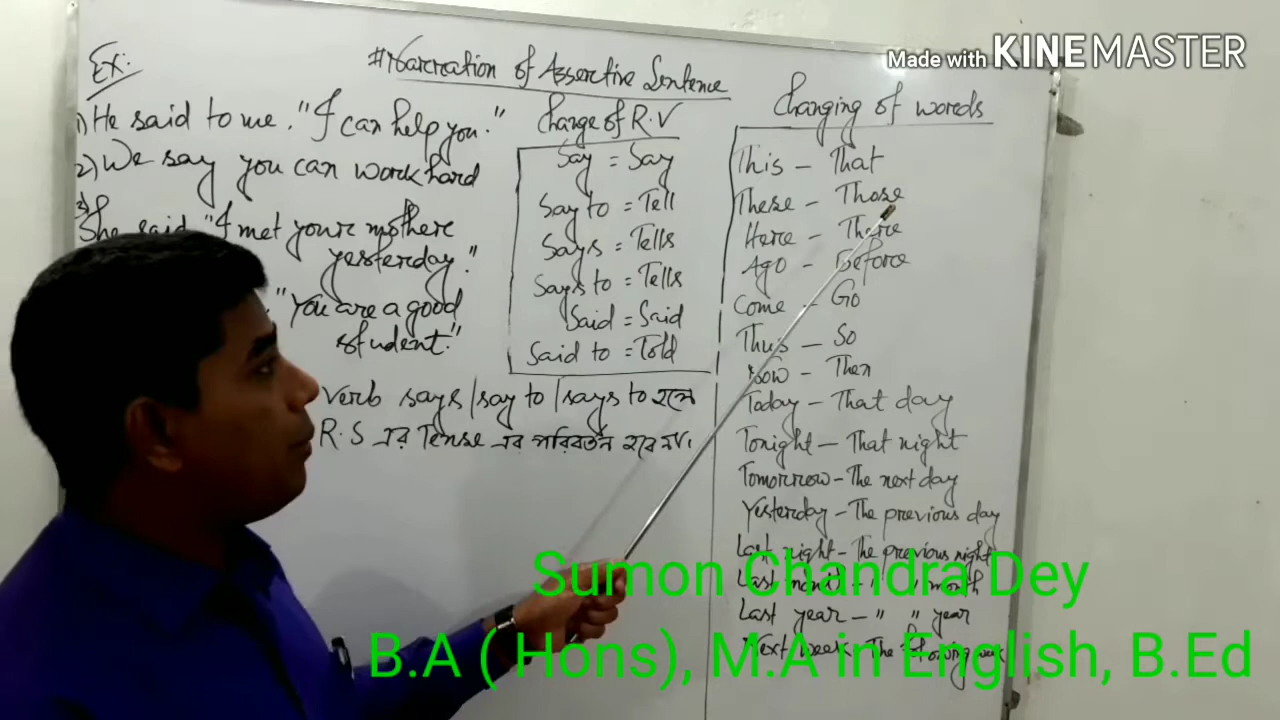 Made with KINEMASTER
Ex:
#Narreation of Assertive Sentence
1) He said to me. "I can help you."
2) We say you can work hard
3) She said "I met your mother
yesterday."
"You are a good
student."
Change of R.V
Say = Say
Say to = Tell
Says = Tells
Says to = Tells
Said = Said
Said to = Told
Verb says / say to / says to হলে
R.S এর Tense এর পরিবর্তন হবে না।
Changing of words
This – That
These – Those
Here – There
Ago – Before
Come – Go
Thus – So
Now – Then
Today – That day
Tonight – That night
Tomorrow – The next day
Yesterday – The previous day
Last night – The previous night
Last month – " " month
Last year – " " year
Next week – The following week
Sumon Chandra Dey
B.A ( Hons), M.A in English, B.Ed